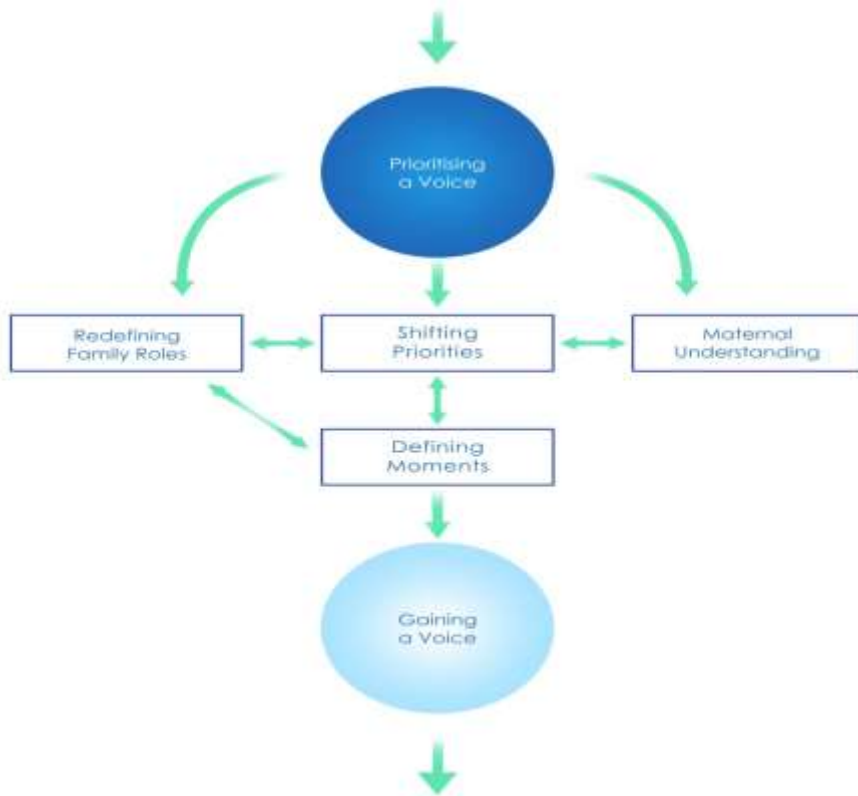 Prioritising
a Voice
Redefining
Family Roles
Shifting
Priorities
Maternal
Understanding
Defining
Moments
Gaining
a Voice